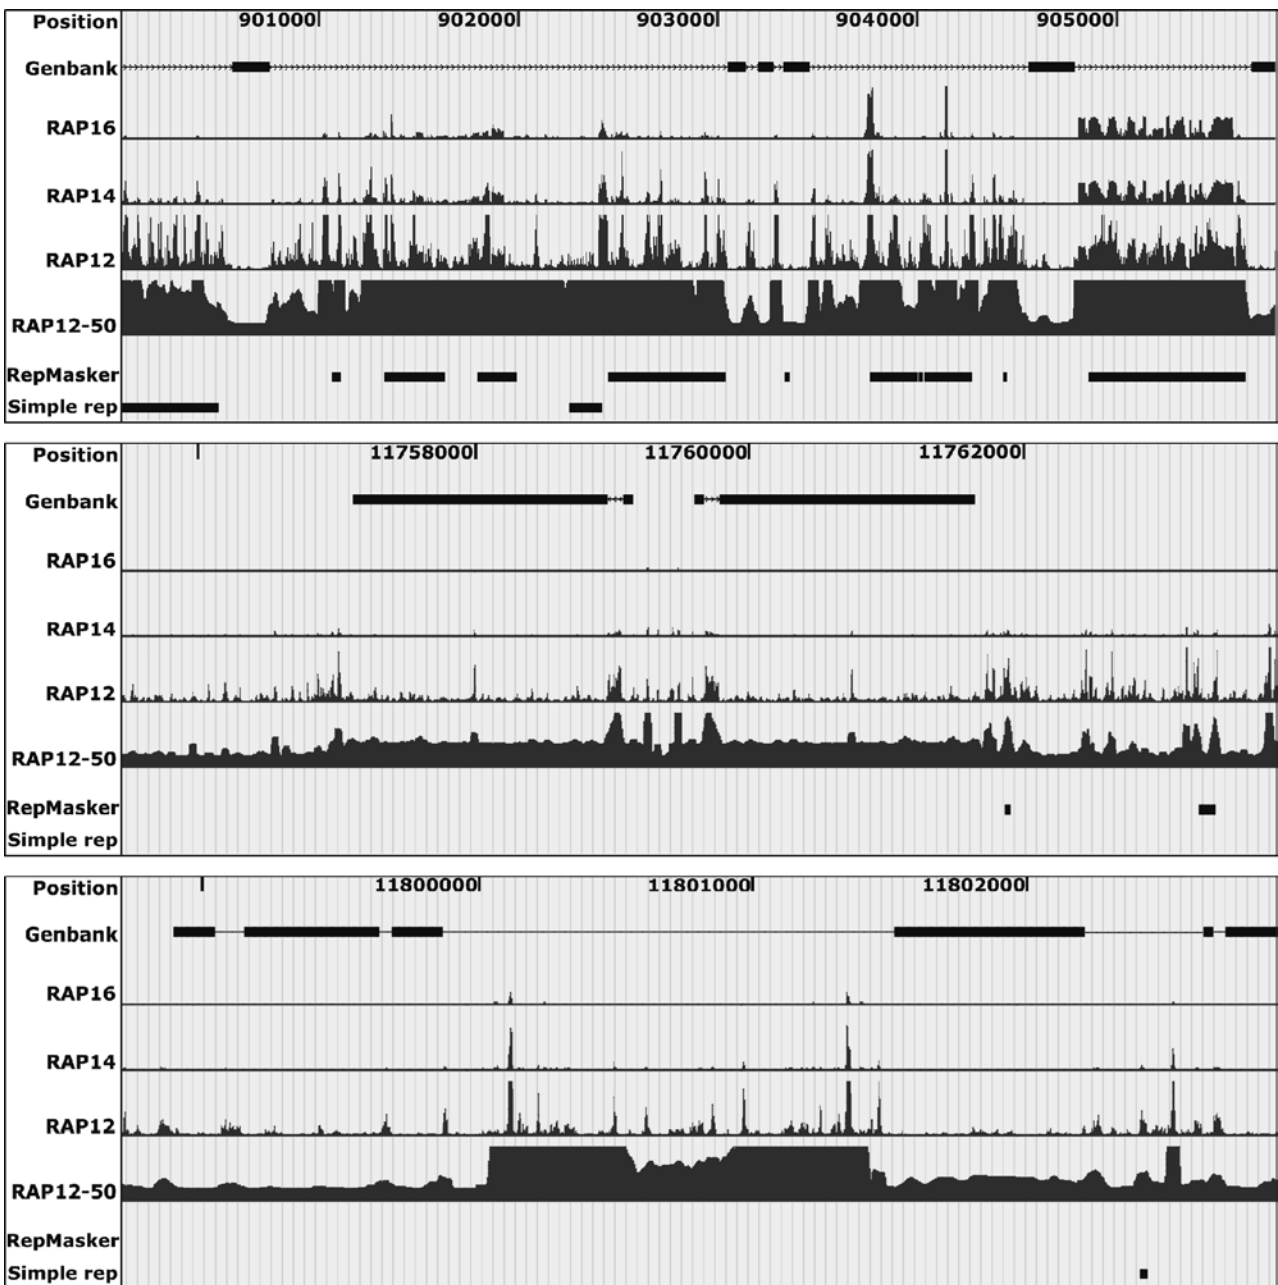 Position 901000 902000 903000 904000 905000
Genbank
RAP16
RAP14
RAP12
RAP12-50
RepMasker
Simple rep
Position 11758000 11760000 11762000
Genbank
RAP16
RAP14
RAP12
RAP12-50
RepMasker
Simple rep
Position 11800000 11801000 11802000
Genbank
RAP16
RAP14
RAP12
RAP12-50
RepMasker
Simple rep